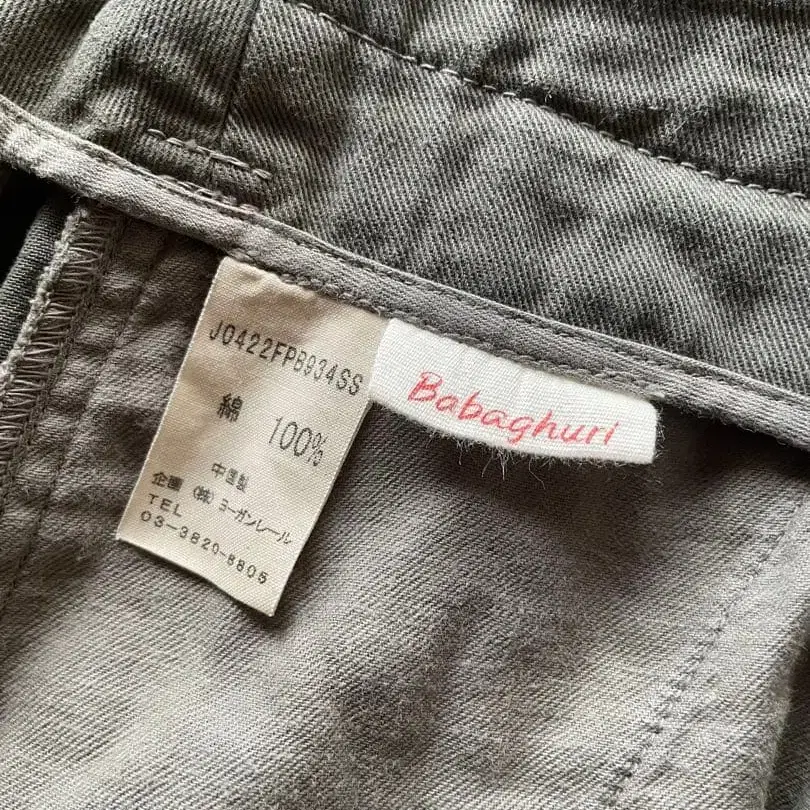 J0422FPB934SS
綿 100%
中国製
企画 (株) ヨーガンレール
TEL
03-3820-8805
Babaghuri